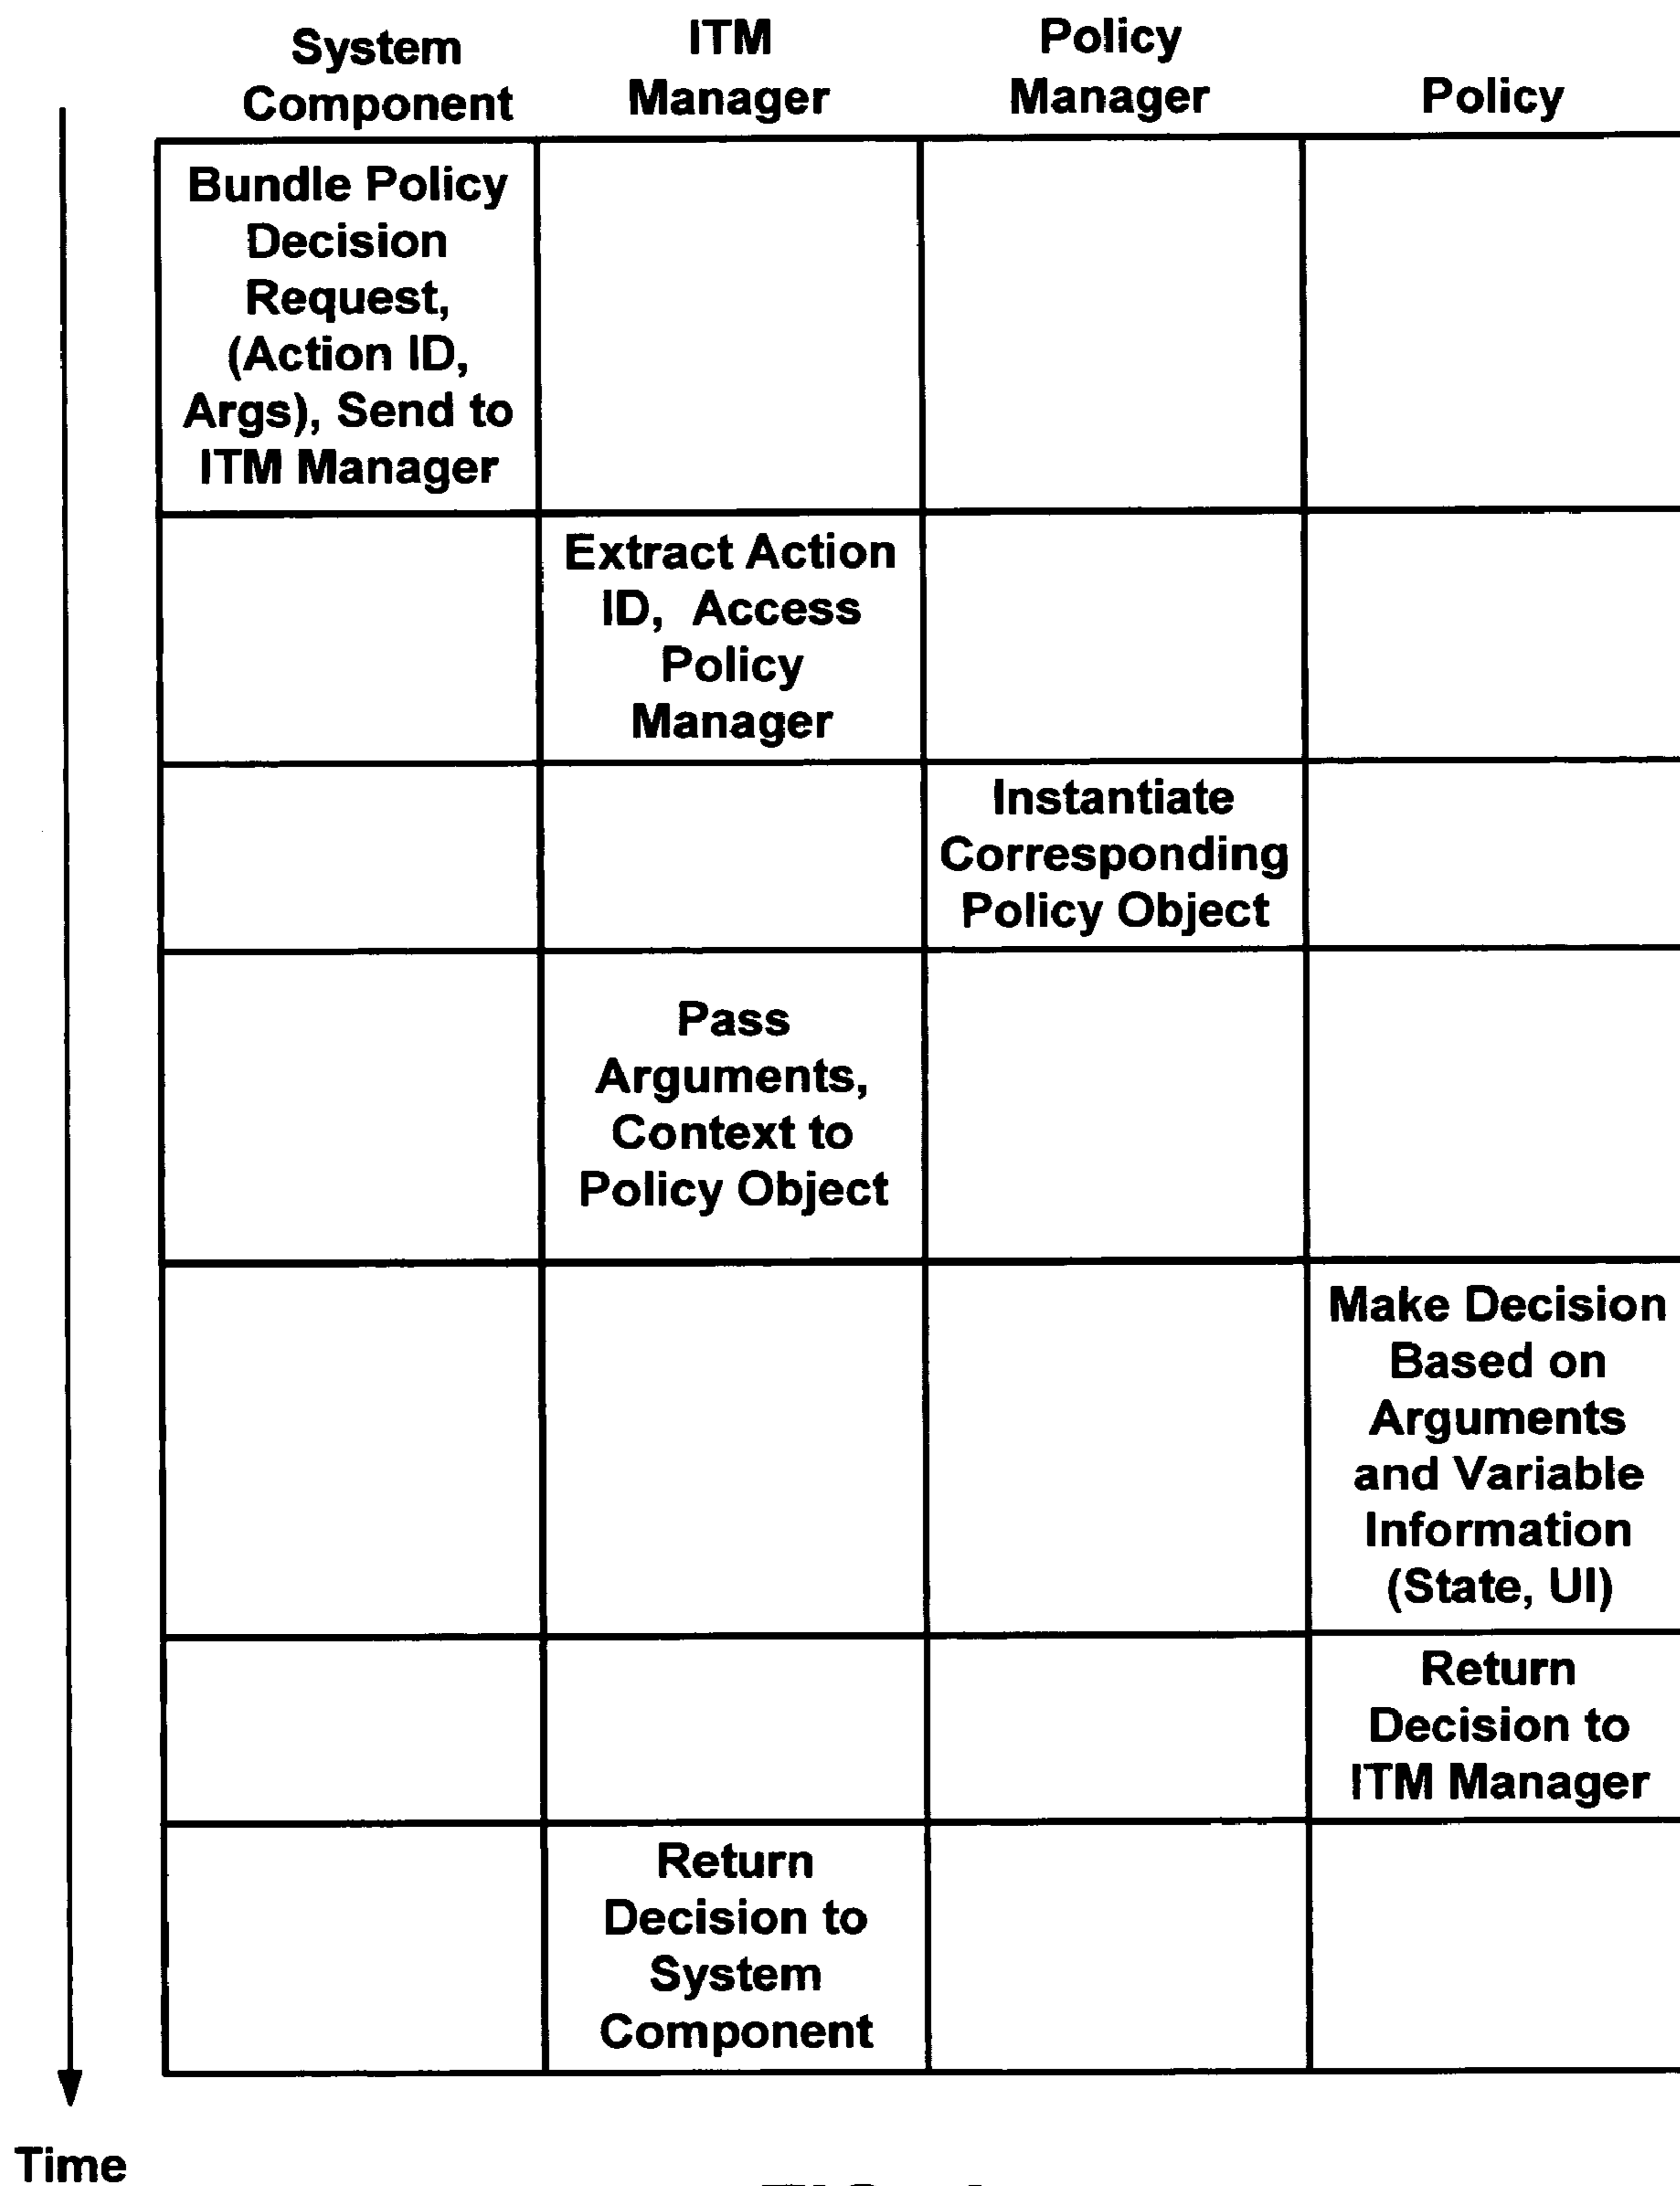 System
Component
ITM
Manager
Policy
Manager
Policy
Bundle Policy
Decision
Request,
(Action ID,
Args), Send to
ITM Manager
Extract Action
ID, Access
Policy
Manager
Instantiate
Corresponding
Policy Object
Pass
Arguments,
Context to
Policy Object
Make Decision
Based on
Arguments
and Variable
Information
(State, UI)
Return
Decision to
ITM Manager
Return
Decision to
System
Component
Time